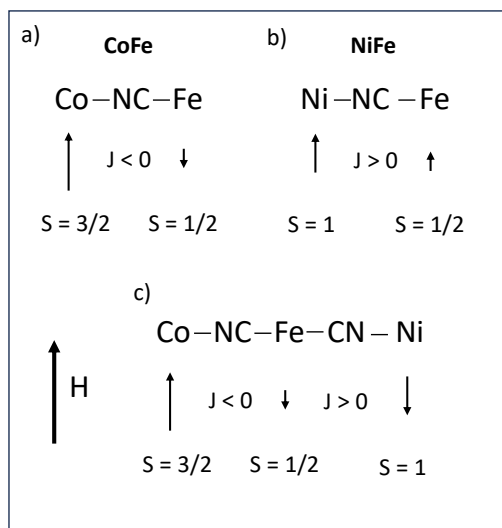 a) CoFe
Co–NC–Fe
J < 0
S = 3/2 S = 1/2
b) NiFe
Ni–NC–Fe
J > 0
S = 1 S = 1/2
c)
Co–NC–Fe–CN–Ni
H
J < 0 J > 0
S = 3/2 S = 1/2 S = 1